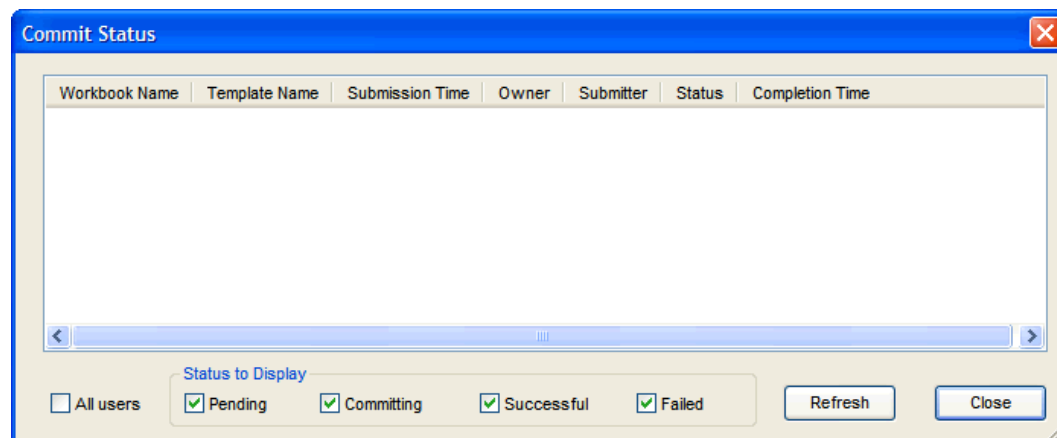 Commit Status
Workbook Name Template Name Submission Time Owner Submitter Status Completion Time
Status to Display
All users Pending Committing Successful Failed Refresh Close